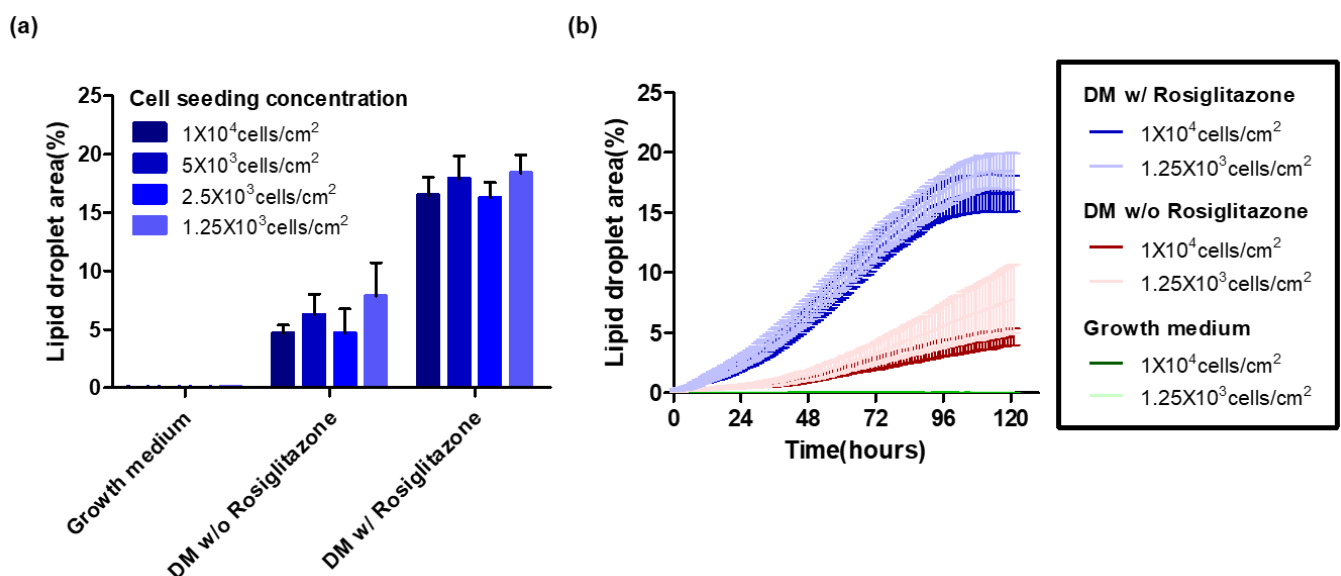 (a)
Lipid droplet area(%)
25
20
15
10
5
0
Cell seeding concentration
1X10⁴cells/cm²
5X10³cells/cm²
2.5X10³cells/cm²
1.25X10³cells/cm²
Growth medium
DM w/o Rosiglitazone
DM w/ Rosiglitazone
(b)
Lipid droplet area(%)
25
20
15
10
5
0
0 24 48 72 96 120
Time(hours)
DM w/ Rosiglitazone
1X10⁴cells/cm²
1.25X10³cells/cm²
DM w/o Rosiglitazone
1X10⁴cells/cm²
1.25X10³cells/cm²
Growth medium
1X10⁴cells/cm²
1.25X10³cells/cm²